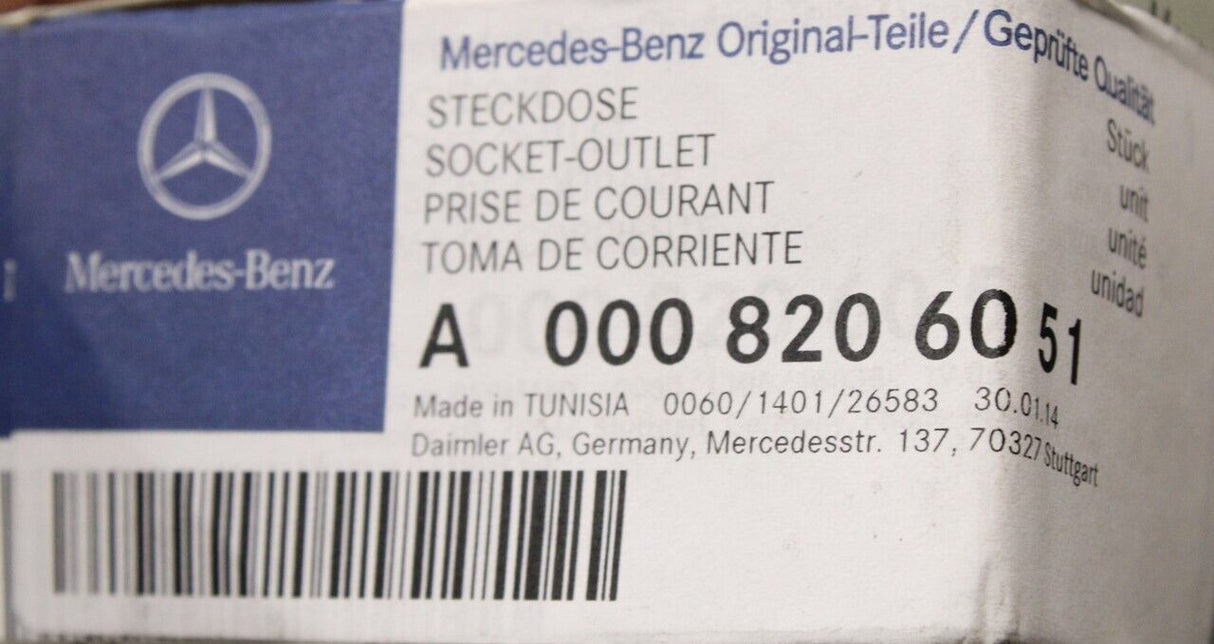 Mercedes-Benz
Mercedes-Benz Original-Teile/Geprüfte Qualität
STECKDOSE
SOCKET-OUTLET
PRISE DE COURANT
TOMA DE CORRIENTE
Stück
unit
unité
unidad
A 000 820 60 51
Made in TUNISIA 0060/1401/26583 30.01.14
Daimler AG, Germany, Mercedesstr. 137, 70327 Stuttgart